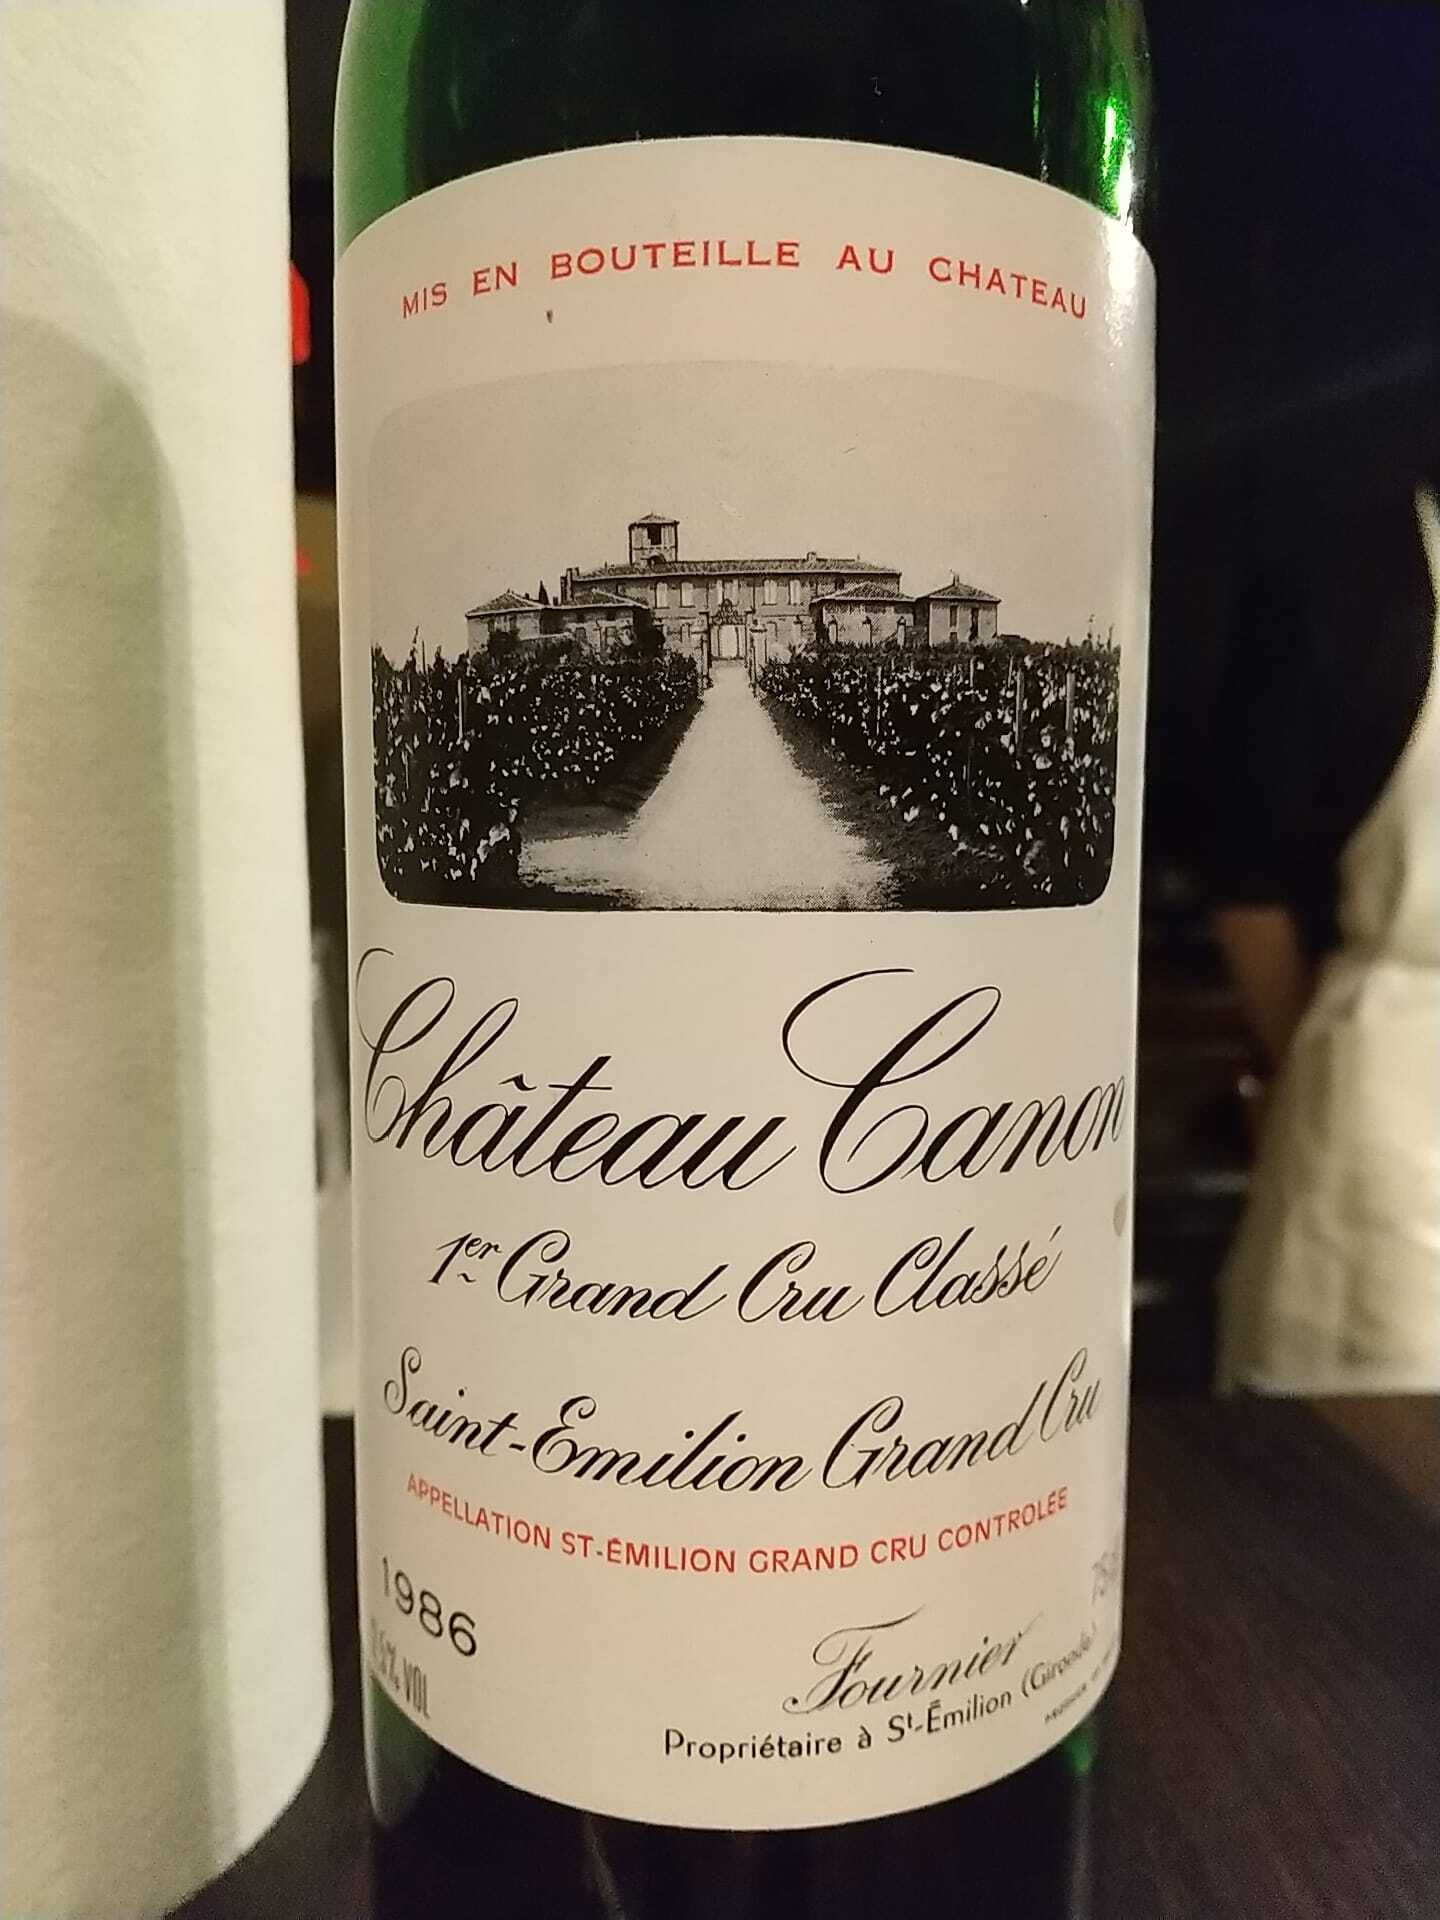 MIS EN BOUTEILLE AU CHATEAU
Château Canon
1er Grand Cru Classé
Saint-Emilion Grand Cru
APPELLATION ST-ÉMILION GRAND CRU CONTROLÉE
1986
% VOL
Fournier
Propriétaire à St-Émilion (Gironde)